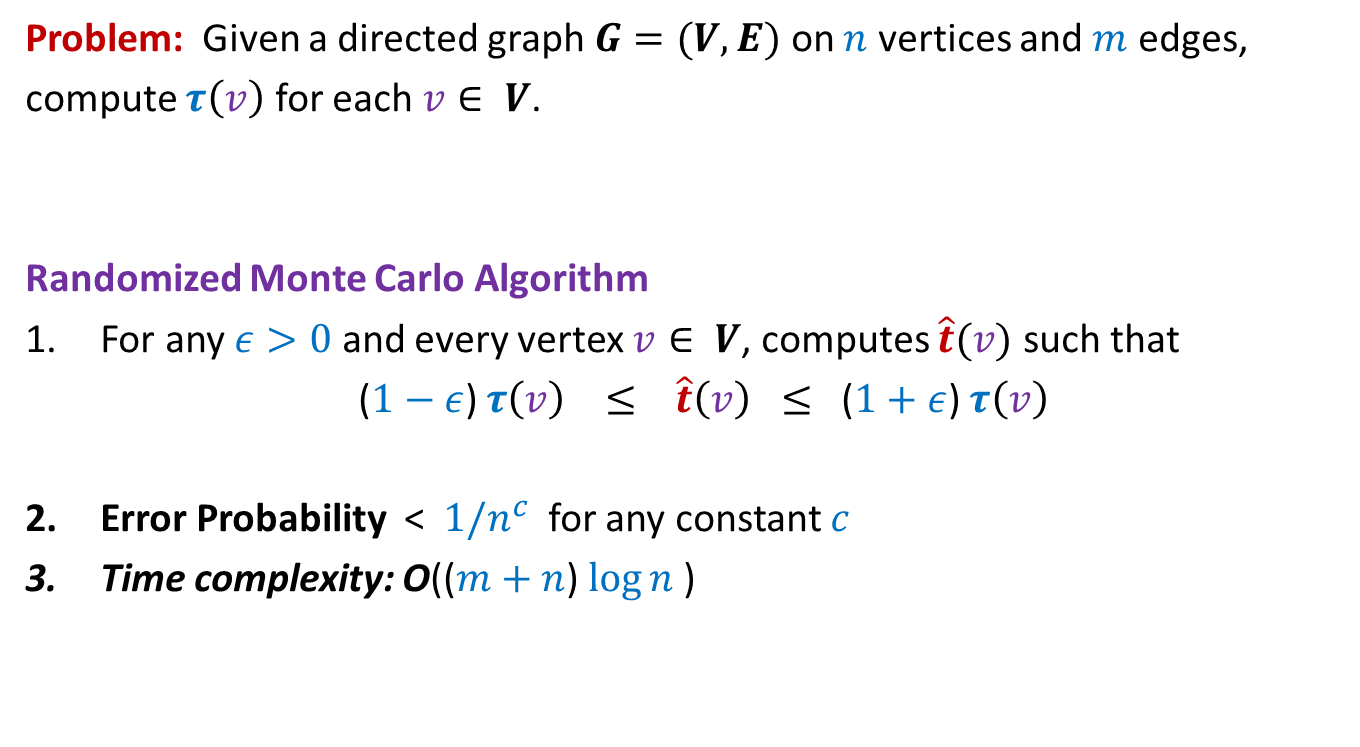 Problem: Given a directed graph G = (V, E) on n vertices and m edges,
compute τ(v) for each v ∈ V.
Randomized Monte Carlo Algorithm
1. For any ϵ > 0 and every vertex v ∈ V, computes t̂(v) such that
(1 − ϵ) τ(v) ≤ t̂(v) ≤ (1 + ϵ) τ(v)
2. Error Probability < 1/n^c for any constant c
3. Time complexity: O((m + n) log n )